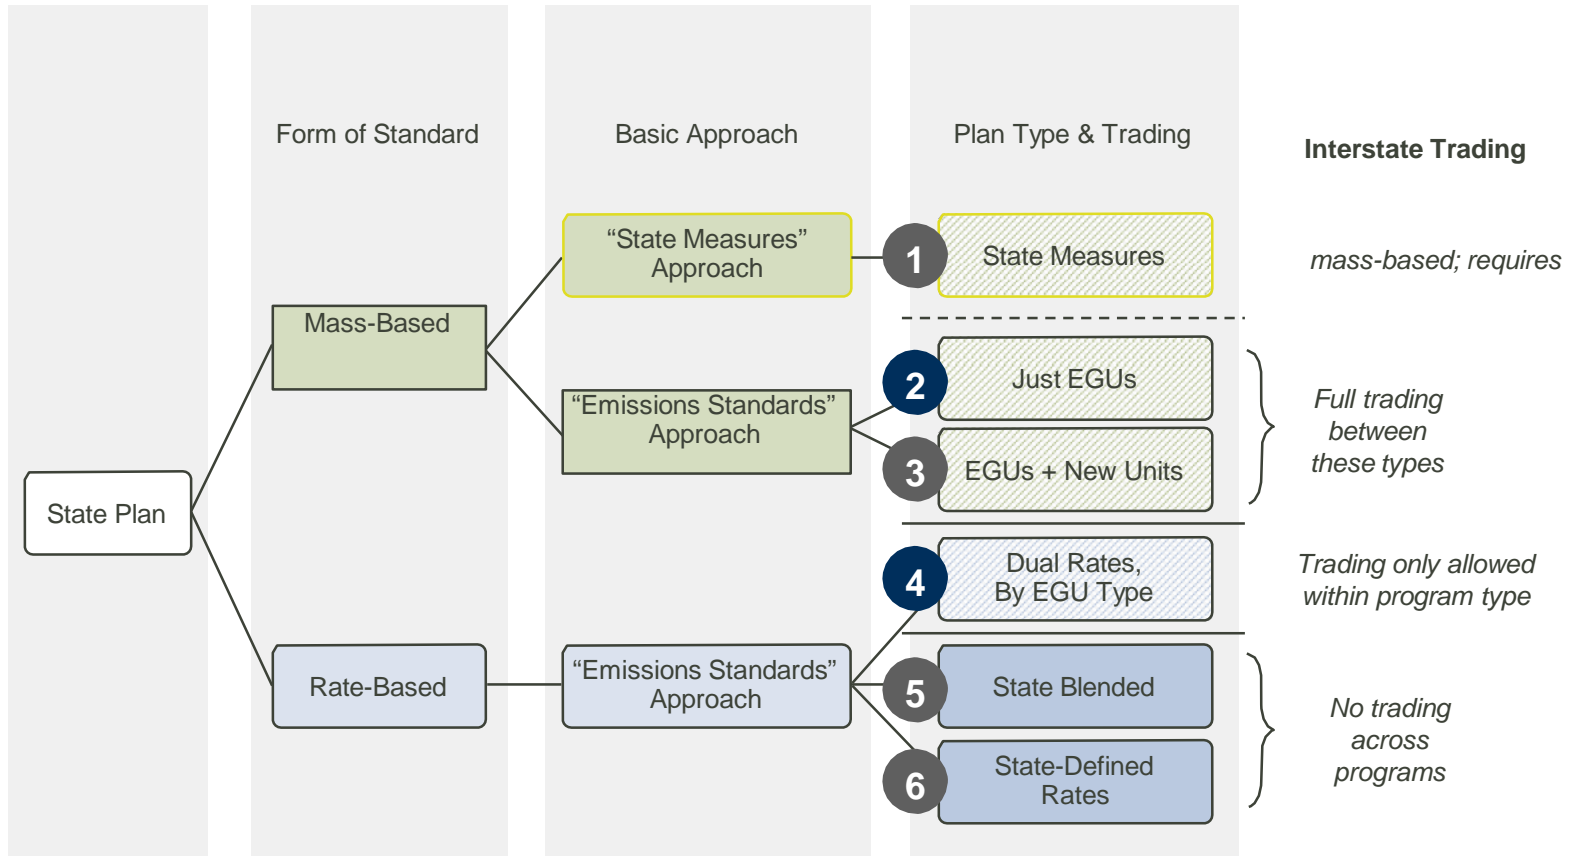 Form of Standard
Basic Approach
Plan Type & Trading
Interstate Trading
“State Measures”
Approach
1
State Measures
mass-based; requires
Mass-Based
2
Just EGUs
“Emissions Standards”
Approach
3
EGUs + New Units
Full trading
between
these types
State Plan
4
Dual Rates,
By EGU Type
Trading only allowed
within program type
Rate-Based
“Emissions Standards”
Approach
5
State Blended
6
State-Defined
Rates
No trading
across
programs